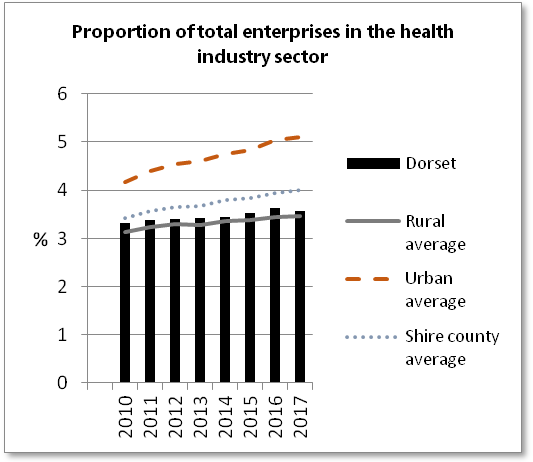 Proportion of total enterprises in the health
industry sector
6
5
4
3
2
1
0
%
2010
2011
2012
2013
2014
2015
2016
2017
Dorset
Rural
average
Urban
average
Shire county
average